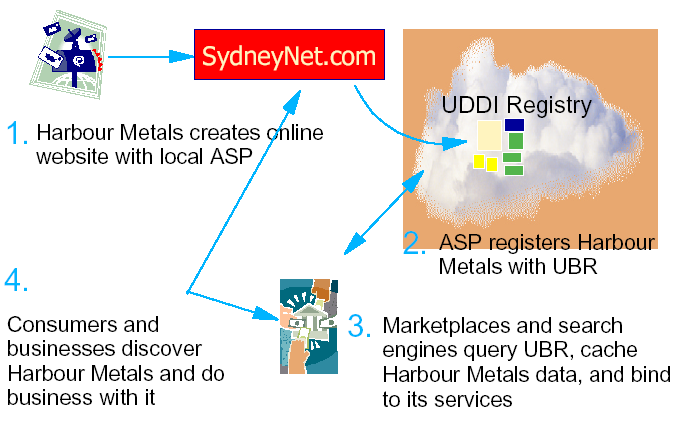 SydneyNet.com
UDDI Registry
1. Harbour Metals creates online
website with local ASP
2. ASP registers Harbour
Metals with UBR
3. Marketplaces and search
engines query UBR, cache
Harbour Metals data, and bind
to its services
4.
Consumers and
businesses discover
Harbour Metals and do
business with it